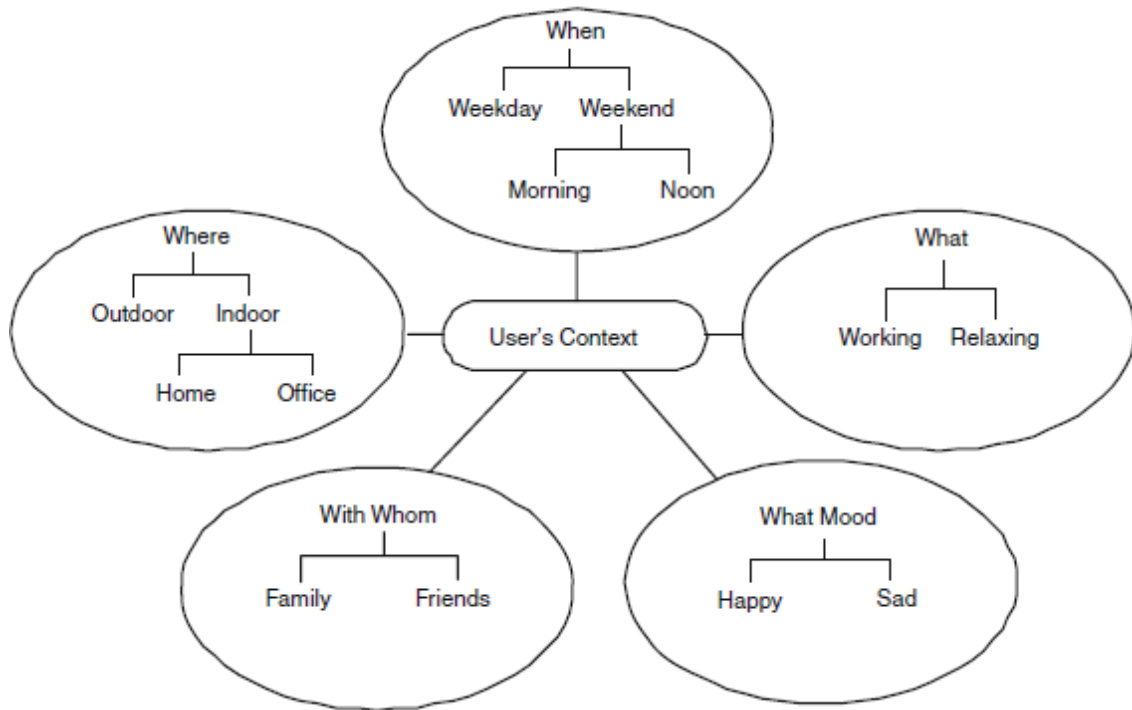 When
Weekday Weekend
Morning Noon
Where
Outdoor Indoor
Home Office
User's Context
What
Working Relaxing
With Whom
Family Friends
What Mood
Happy Sad